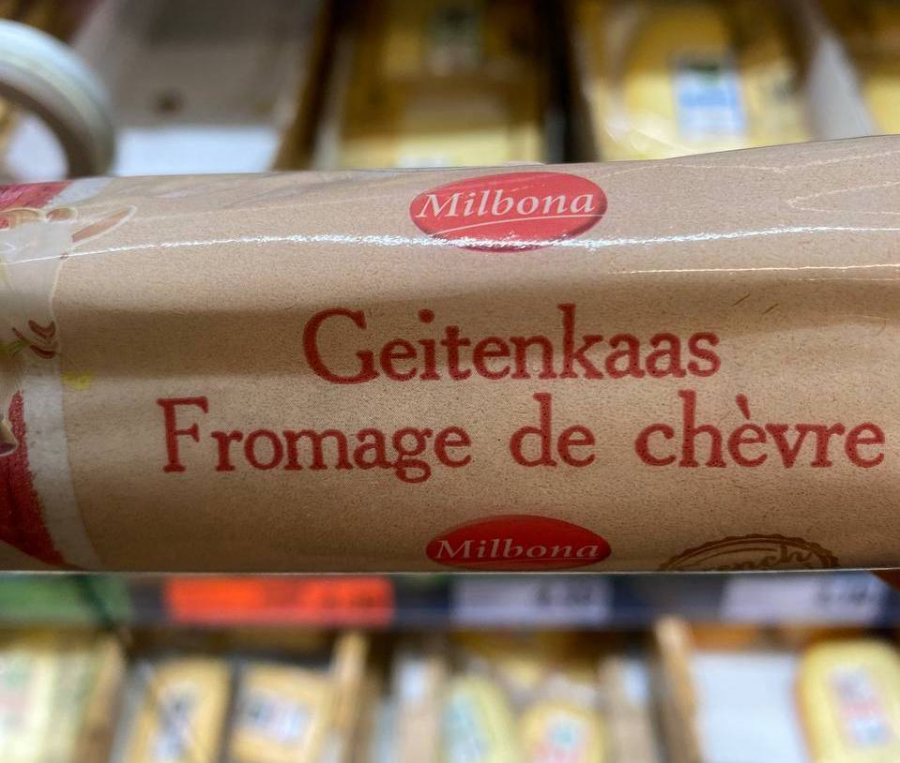 Milbona
Geitenkaas
Fromage de chèvre
Milbona